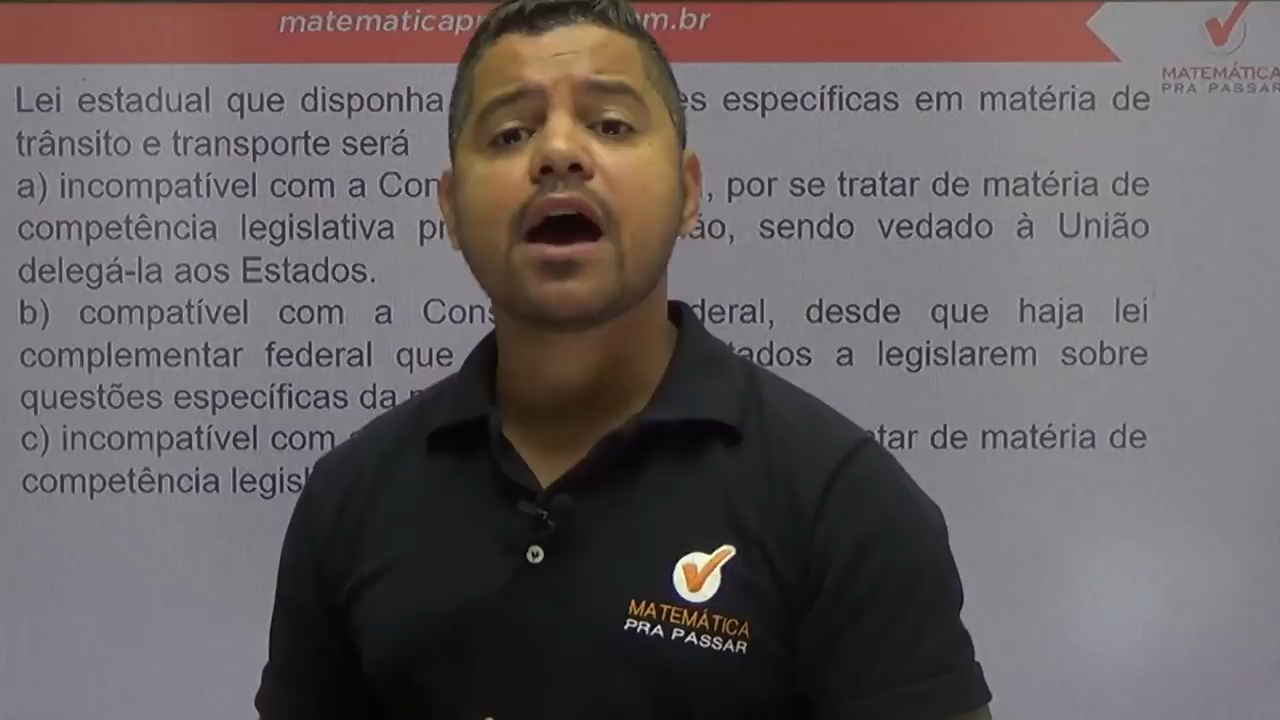 matematicap m.br
MATEMÁTICA
PRA PASSAR
Lei estadual que disponha es específicas em matéria de
trânsito e transporte será
a) incompatível com a Con , por se tratar de matéria de
competência legislativa pr ão, sendo vedado à União
delegá-la aos Estados.
b) compatível com a Cons deral, desde que haja lei
complementar federal que tados a legislarem sobre
questões específicas da
c) incompatível com tar de matéria de
competência legisl
MATEMÁTICA
PRA PASSAR